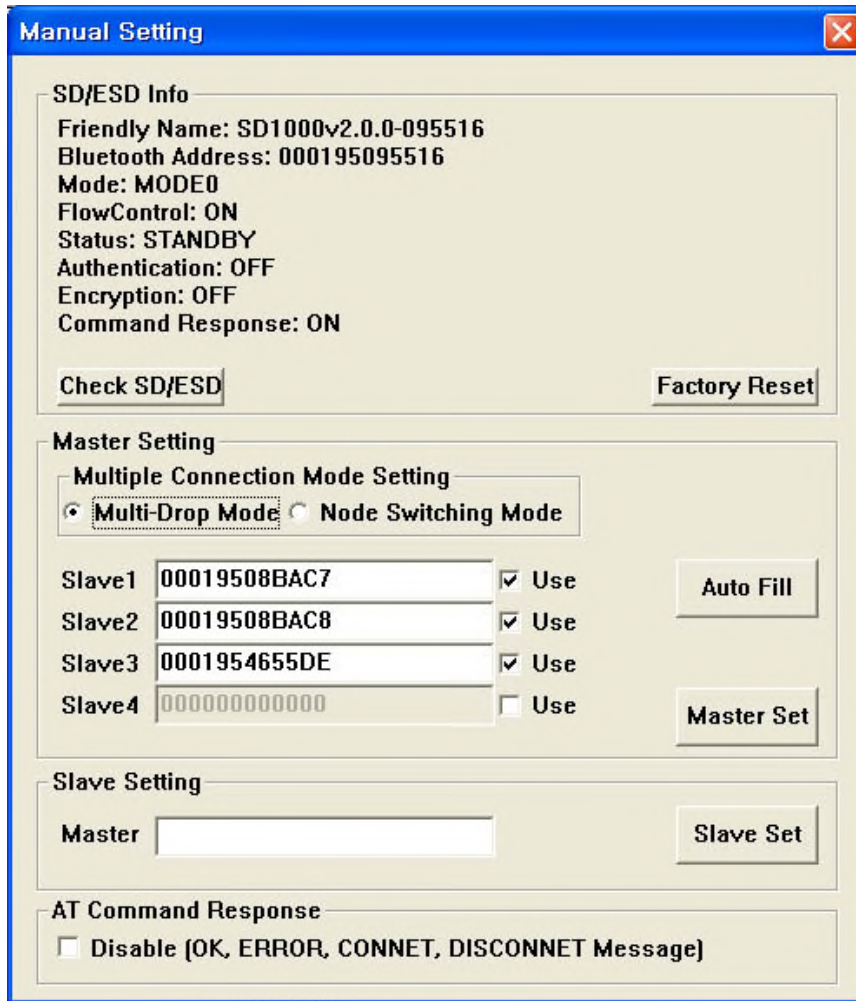 Manual Setting
SD/ESD Info
Friendly Name: SD1000v2.0.0-095516
Bluetooth Address: 000195095516
Mode: MODE0
FlowControl: ON
Status: STANDBY
Authentication: OFF
Encryption: OFF
Command Response: ON
Check SD/ESD
Factory Reset
Master Setting
Multiple Connection Mode Setting
Multi-Drop Mode Node Switching Mode
Slave1 00019508BAC7 Use
Auto Fill
Slave2 00019508BAC8 Use
Slave3 0001954655DE Use
Slave4 000000000000 Use
Master Set
Slave Setting
Master
Slave Set
AT Command Response
Disable (OK, ERROR, CONNET, DISCONNET Message)